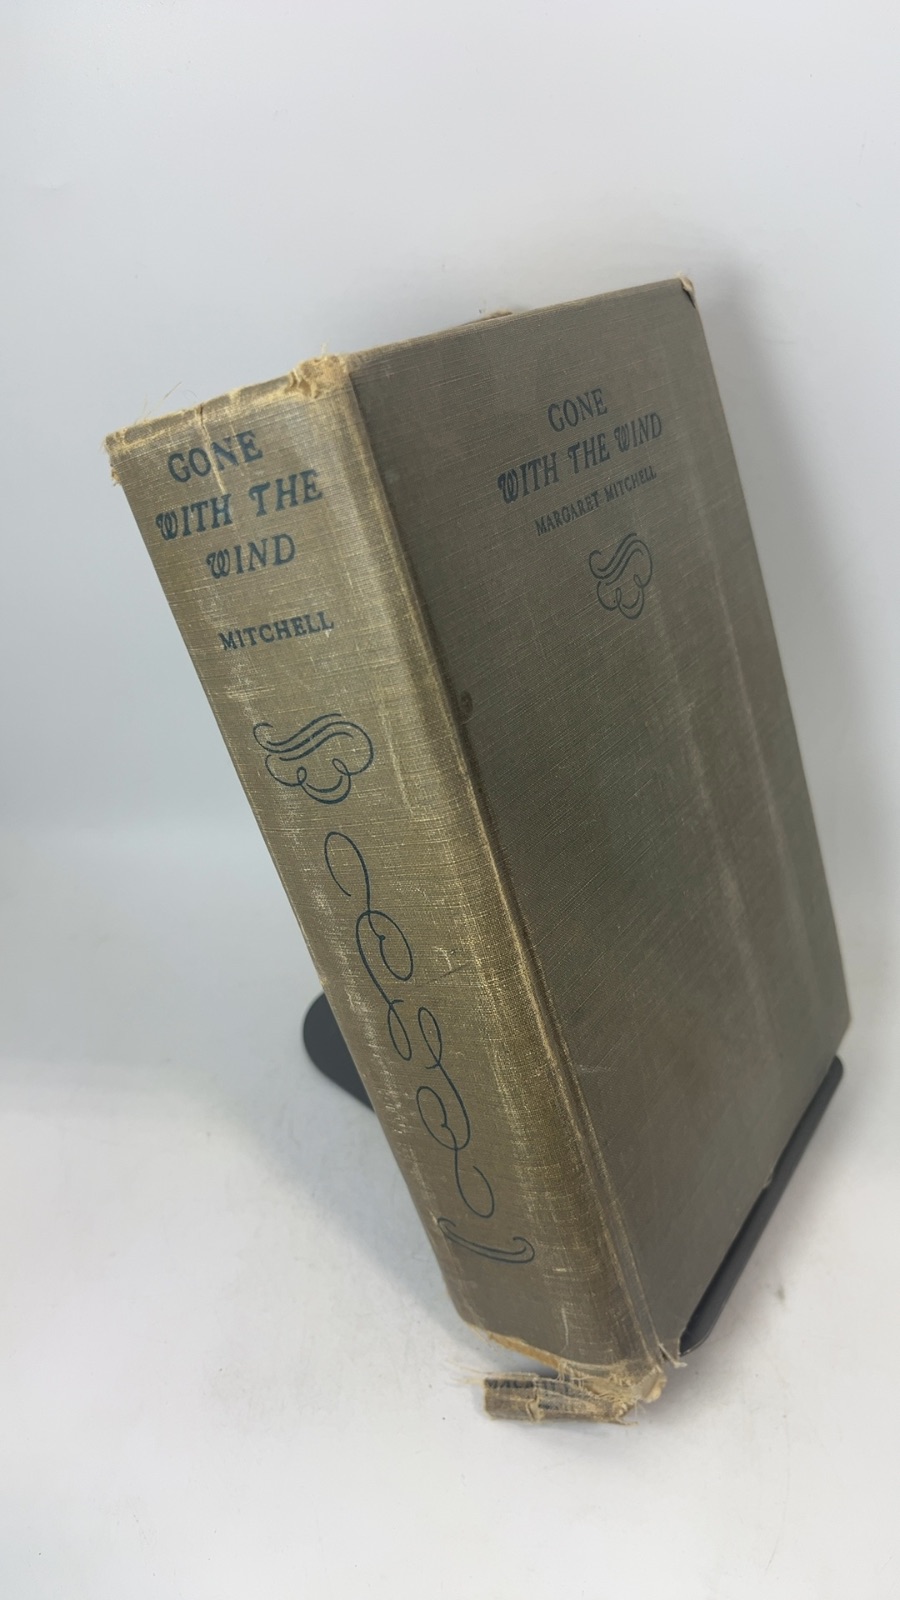 GONE
WITH THE
WIND
MITCHELL
GONE
WITH THE WIND
MARGARET MITCHELL